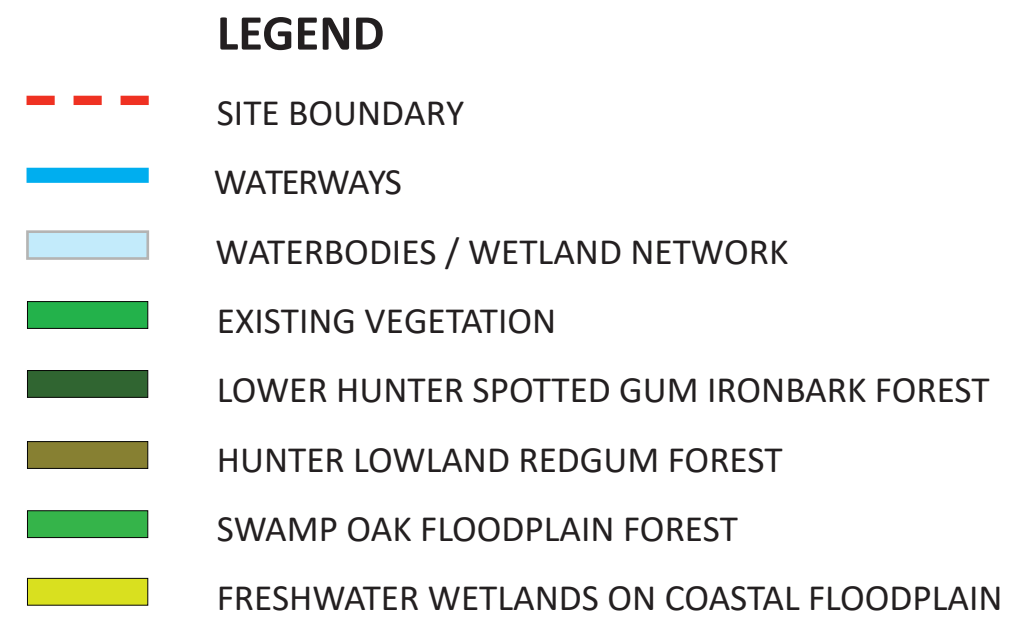 LEGEND
SITE BOUNDARY
WATERWAYS
WATERBODIES / WETLAND NETWORK
EXISTING VEGETATION
LOWER HUNTER SPOTTED GUM IRONBARK FOREST
HUNTER LOWLAND REDGUM FOREST
SWAMP OAK FLOODPLAIN FOREST
FRESHWATER WETLANDS ON COASTAL FLOODPLAIN